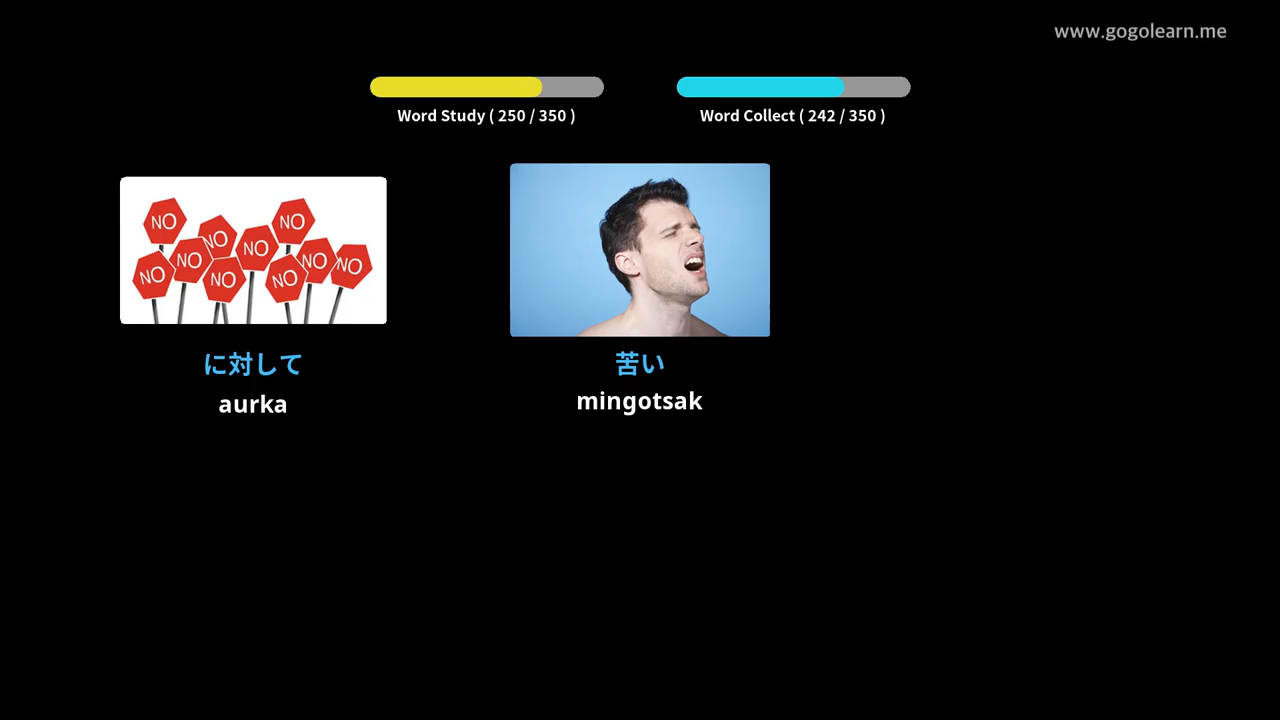 www.gogolearn.me
Word Study ( 250 / 350 )
Word Collect ( 242 / 350 )
NO
NO
NO
NO
NO
NO
NO
NO
NO
NO
に対して
aurka
苦い
mingotsak